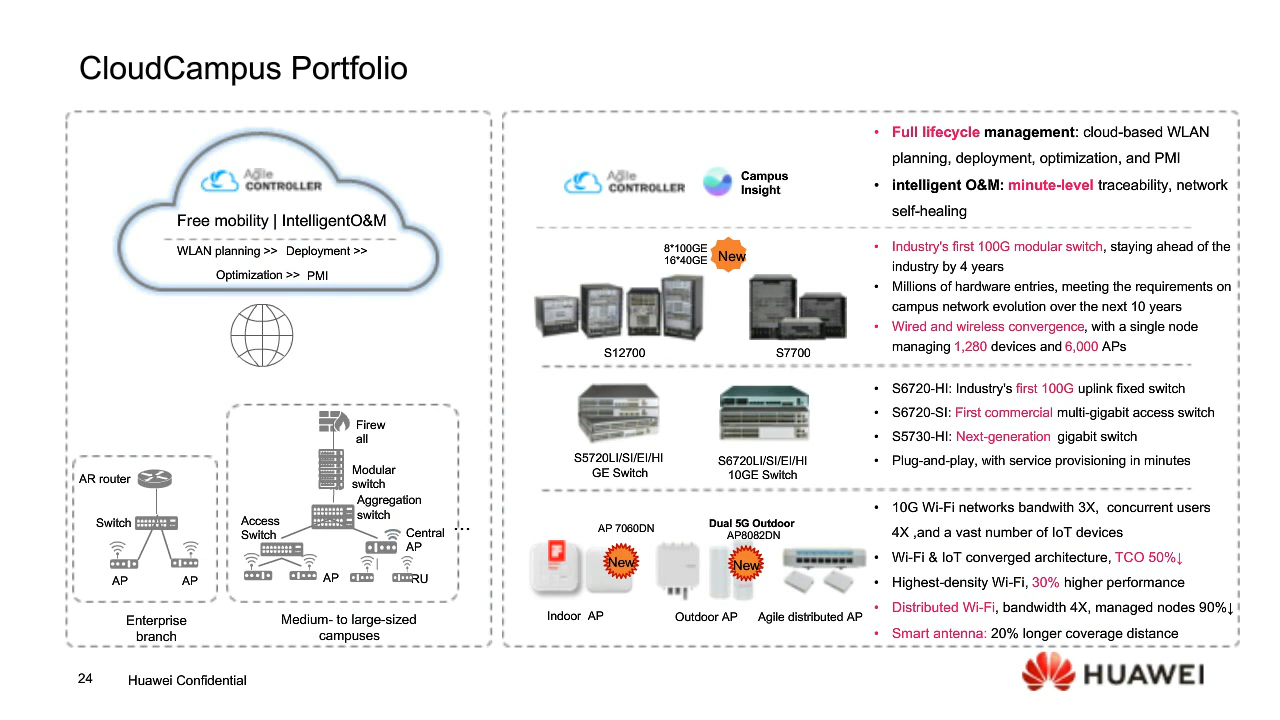 CloudCampus Portfolio
Agile
CONTROLLER
Free mobility | IntelligentO&M
WLAN planning >> Deployment >>
Optimization >> PMI
Firew
all
Modular
switch
Aggregation
switch
AR router
Switch
Access
Switch
Central
AP
...
AP
AP
AP
RU
Enterprise
branch
Medium- to large-sized
campuses
Agile
CONTROLLER
Campus
Insight
• Full lifecycle management: cloud-based WLAN
planning, deployment, optimization, and PMI
• intelligent O&M: minute-level traceability, network
self-healing
8*100GE
16*40GE
New
S12700
S7700
• Industry's first 100G modular switch, staying ahead of the
industry by 4 years
• Millions of hardware entries, meeting the requirements on
campus network evolution over the next 10 years
• Wired and wireless convergence, with a single node
managing 1,280 devices and 6,000 APs
S5720LI/SI/EI/HI
GE Switch
S6720LI/SI/EI/HI
10GE Switch
• S6720-HI: Industry's first 100G uplink fixed switch
• S6720-SI: First commercial multi-gigabit access switch
• S5730-HI: Next-generation gigabit switch
• Plug-and-play, with service provisioning in minutes
AP 7060DN
New
Dual 5G Outdoor
AP8082DN
New
Indoor AP
Outdoor AP
Agile distributed AP
• 10G Wi-Fi networks bandwith 3X, concurrent users
4X ,and a vast number of IoT devices
• Wi-Fi & IoT converged architecture, TCO 50%↓
• Highest-density Wi-Fi, 30% higher performance
• Distributed Wi-Fi, bandwidth 4X, managed nodes 90%↓
• Smart antenna: 20% longer coverage distance
24
Huawei Confidential
HUAWEI